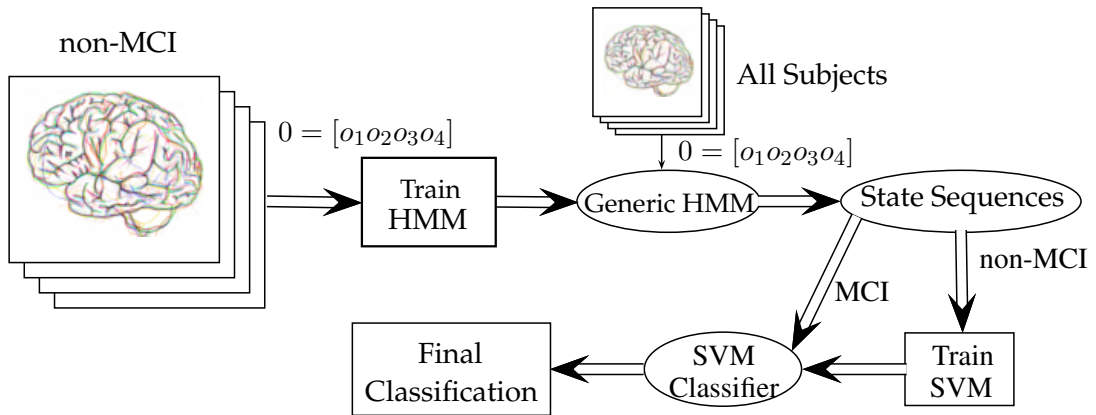 non-MCI
All Subjects
0 = [o₁o₂o₃o₄]
0 = [o₁o₂o₃o₄]
Train
HMM
Generic HMM
State Sequences
non-MCI
MCI
Final
Classification
SVM
Classifier
Train
SVM